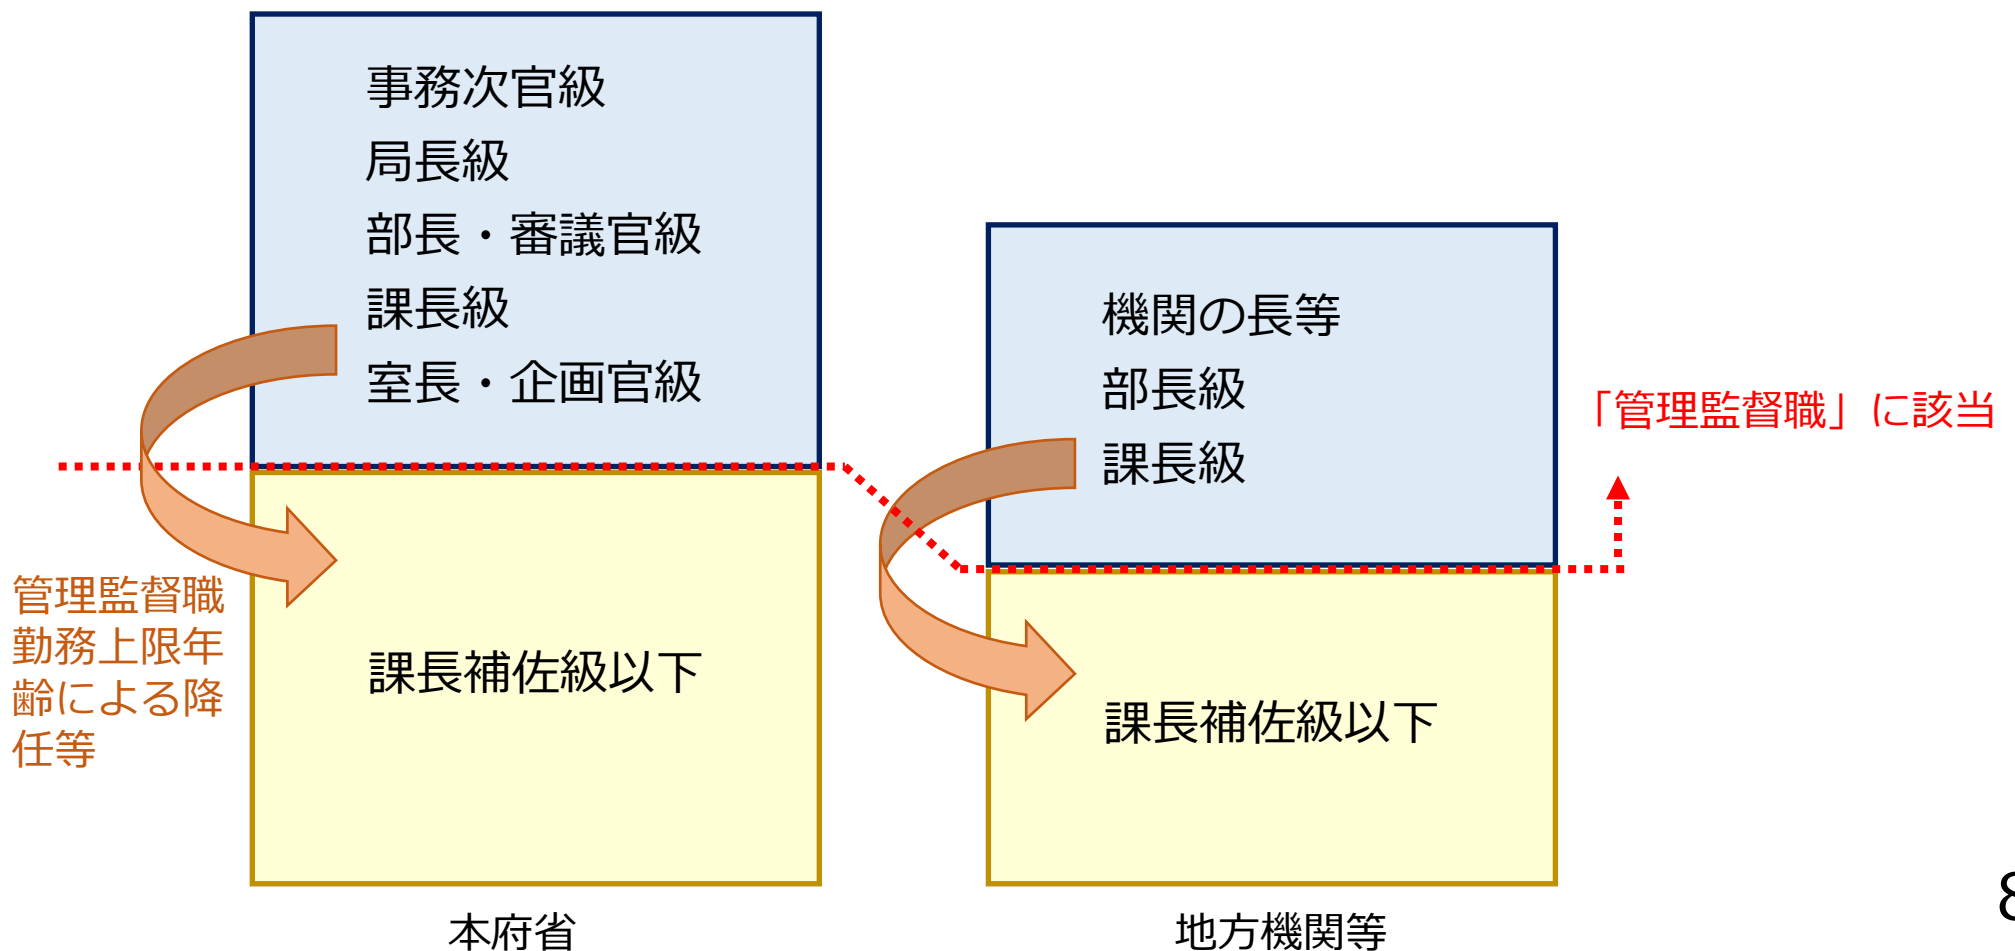 事務次官級
局長級
部長・審議官級
課長級
室長・企画官級
課長補佐級以下
管理監督職
勤務上限年
齢による降
任等
本府省
機関の長等
部長級
課長級
課長補佐級以下
地方機関等
「管理監督職」に該当
8